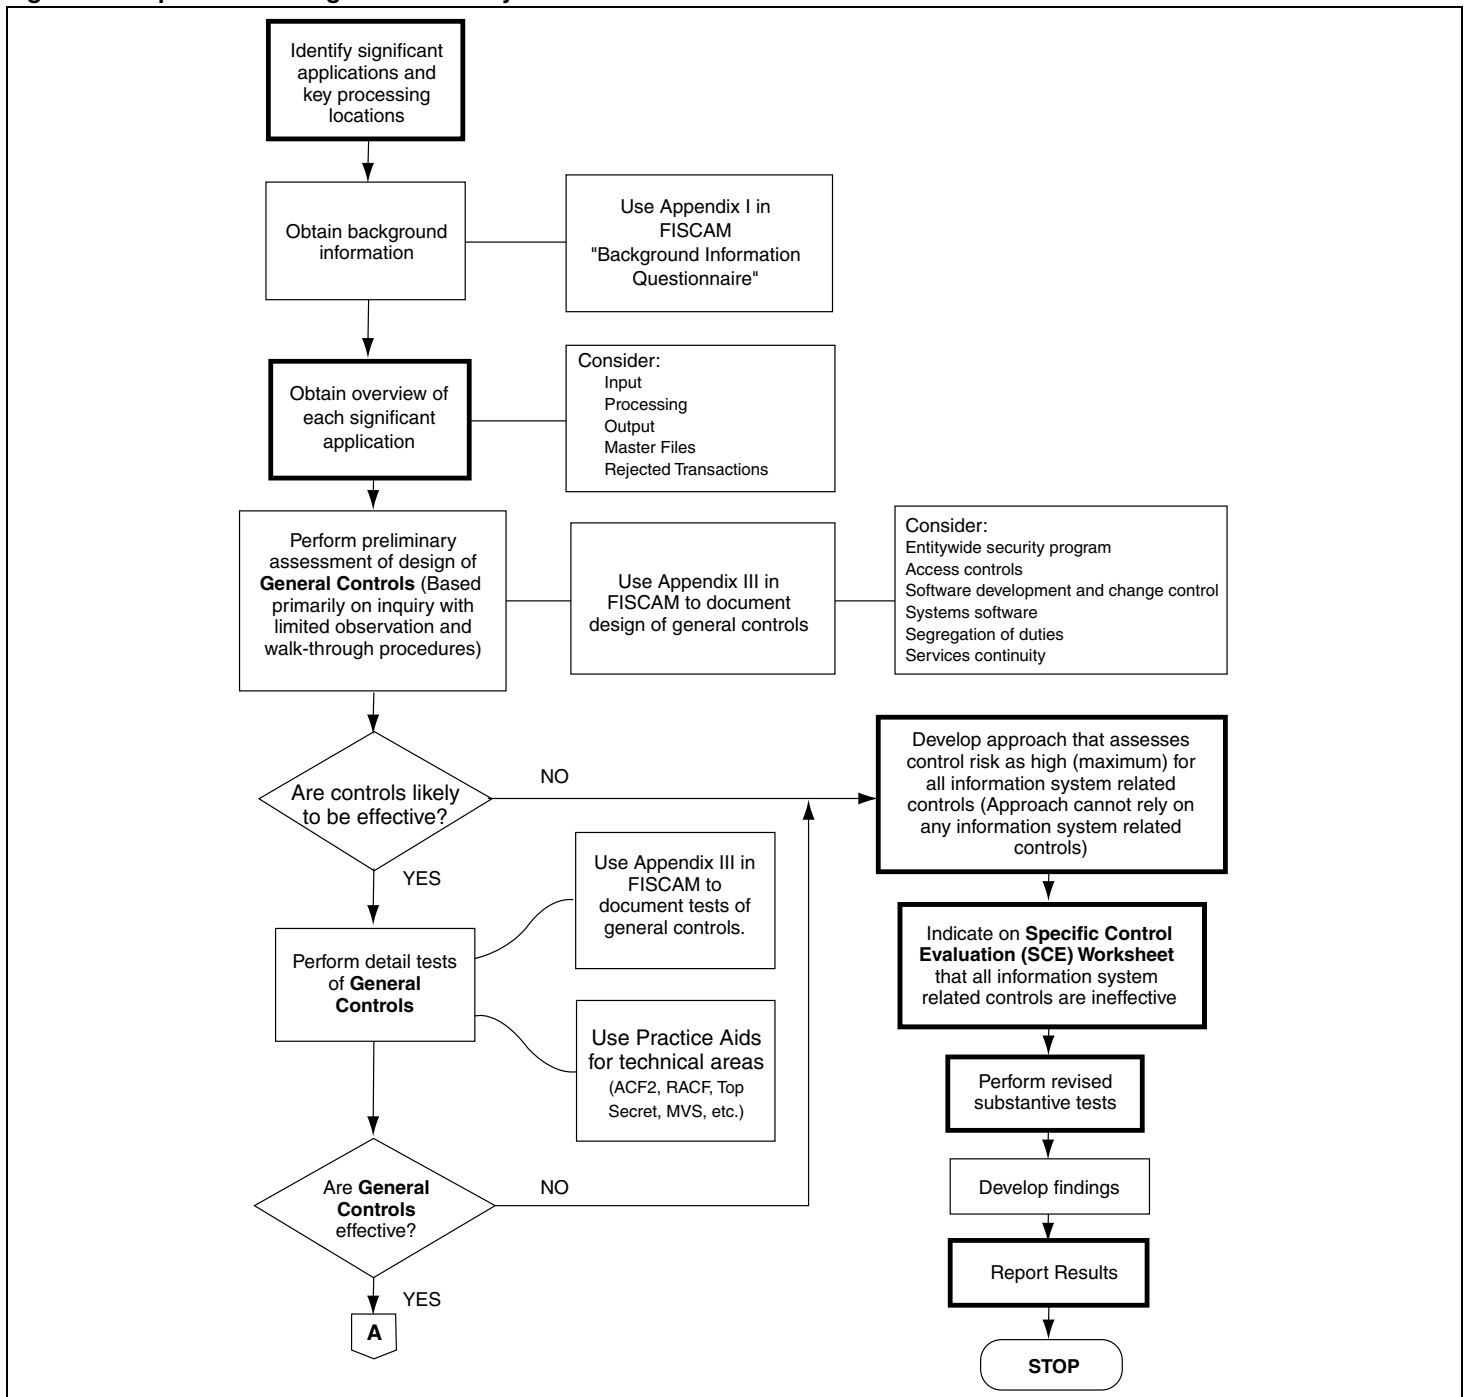 Identify significant
applications and
key processing
locations
Obtain background
information
Use Appendix I in
FISCAM
"Background Information
Questionnaire"
Obtain overview of
each significant
application
Consider:
Input
Processing
Output
Master Files
Rejected Transactions
Perform preliminary
assessment of design of
General Controls (Based
primarily on inquiry with
limited observation and
walk-through procedures)
Use Appendix III in
FISCAM to document
design of general controls
Consider:
Entitywide security program
Access controls
Software development and change control
Systems software
Segregation of duties
Services continuity
Are controls likely
to be effective?
NO
YES
Develop approach that assesses
control risk as high (maximum) for
all information system related
controls (Approach cannot rely on
any information system related
controls)
Use Appendix III in
FISCAM to
document tests of
general controls.
Perform detail tests
of General
Controls
Use Practice Aids
for technical areas
(ACF2, RACF, Top
Secret, MVS, etc.)
Indicate on Specific Control
Evaluation (SCE) Worksheet
that all information system
related controls are ineffective
Perform revised
substantive tests
Are General
Controls
effective?
NO
YES
A
Develop findings
Report Results
STOP